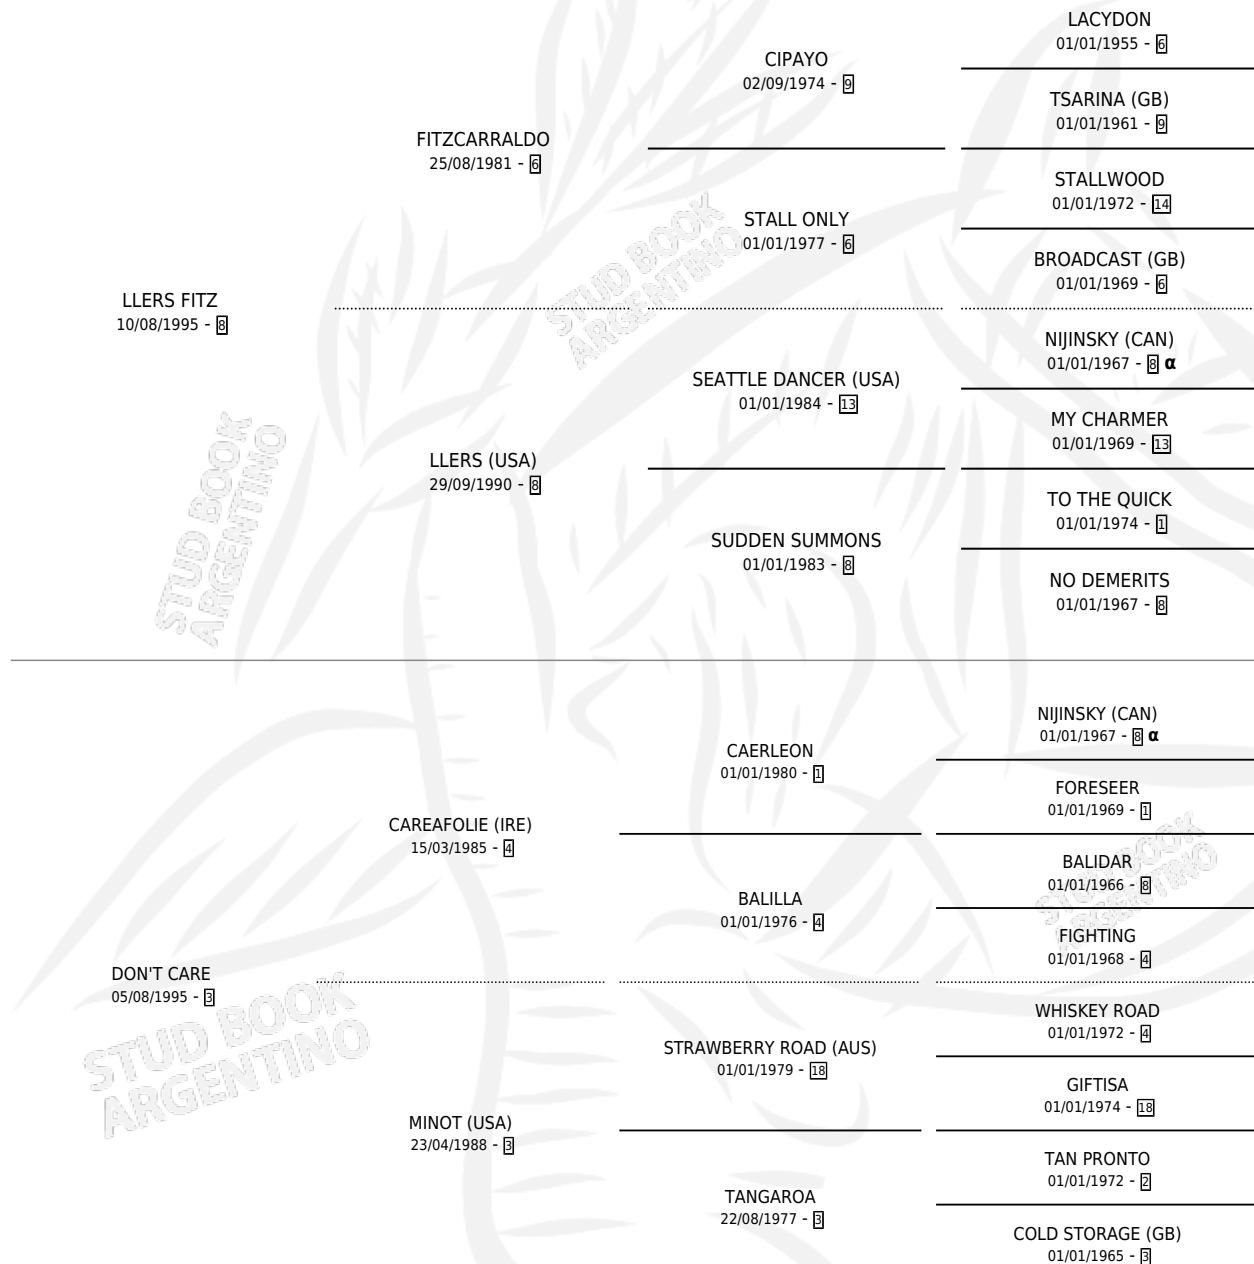 LACYDON
01/01/1955 - 6
CIPAYO
02/09/1974 - 9
TSARINA (GB)
01/01/1961 - 9
FITZCARRALDO
25/08/1981 - 6
STALLWOOD
01/01/1972 - 14
STALL ONLY
01/01/1977 - 6
BROADCAST (GB)
01/01/1969 - 6
LLERS FITZ
10/08/1995 - 8
NIJINSKY (CAN)
01/01/1967 - 8 α
SEATTLE DANCER (USA)
01/01/1984 - 13
MY CHARMER
01/01/1969 - 13
LLERS (USA)
29/09/1990 - 8
TO THE QUICK
01/01/1974 - 1
SUDDEN SUMMONS
01/01/1983 - 8
NO DEMERITS
01/01/1967 - 8
NIJINSKY (CAN)
01/01/1967 - 8 α
CAERLEON
01/01/1980 - 1
FORESEER
01/01/1969 - 1
CAREAFOLIE (IRE)
15/03/1985 - 4
BALIDAR
01/01/1966 - 8
BALILLA
01/01/1976 - 4
FIGHTING
01/01/1968 - 4
DON'T CARE
05/08/1995 - 3
WHISKEY ROAD
01/01/1972 - 4
STRAWBERRY ROAD (AUS)
01/01/1979 - 18
GIFTISA
01/01/1974 - 18
MINOT (USA)
23/04/1988 - 3
TAN PRONTO
01/01/1972 - 2
TANGAROA
22/08/1977 - 3
COLD STORAGE (GB)
01/01/1965 - 3
STUD BOOK
ARGENTINO
STUD BOOK
ARGENTINO
STUD BOOK
ARGENTINO
STUD BOOK
ARGENTINO